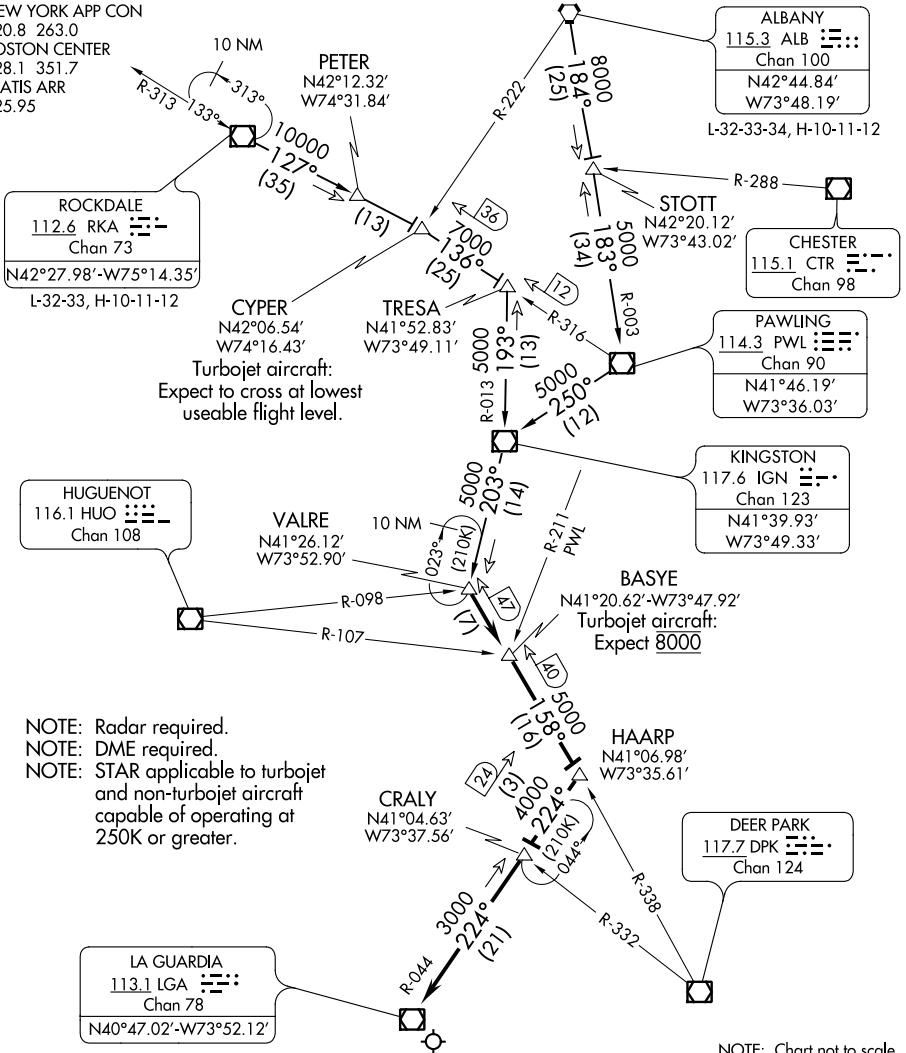 EW YORK APP CON
20.8 263.0
OSTON CENTER
28.1 351.7
ATIS ARR
25.95
10 NM
R-313
133°
313°
PETER
N42°12.32'
W74°31.84'
R-222
8000
184°
(25)
ALBANY
115.3 ALB
Chan 100
N42°44.84'
W73°48.19'
L-32-33-34, H-10-11-12
10000
127°
(35)
(13)
ROCKDALE
112.6 RKA
Chan 73
N42°27.98'-W75°14.35'
L-32-33, H-10-11-12
36
7000
136°
(25)
R-288
STOTT
N42°20.12'
W73°43.02'
5000
183°
(34)
R-003
CHESTER
115.1 CTR
Chan 98
CYPER
N42°06.54'
W74°16.43'
Turbojet aircraft:
Expect to cross at lowest
useable flight level.
TRESA
N41°52.83'
W73°49.11'
12
R-316
PAWLING
114.3 PWL
Chan 90
N41°46.19'
W73°36.03'
R-013
5000
193°
(13)
5000
250°
(12)
KINGSTON
117.6 IGN
Chan 123
N41°39.93'
W73°49.33'
HUGUENOT
116.1 HUO
Chan 108
VALRE
N41°26.12'
W73°52.90'
10 NM
023°
(210K)
5000
203°
(14)
R-211
PWL
R-098
R-107
47
(7)
BASYE
N41°20.62'-W73°47.92'
Turbojet aircraft:
Expect 8000
40
5000
158°
(16)
NOTE: Radar required.
NOTE: DME required.
NOTE: STAR applicable to turbojet
and non-turbojet aircraft
capable of operating at
250K or greater.
HAARP
N41°06.98'
W73°35.61'
24
(3)
4000
224°
(210K)
044°
CRALY
N41°04.63'
W73°37.56'
DEER PARK
117.7 DPK
Chan 124
R-338
R-332
3000
224°
(21)
R-044
LA GUARDIA
113.1 LGA
Chan 78
N40°47.02'-W73°52.12'
NOTE: Chart not to scale